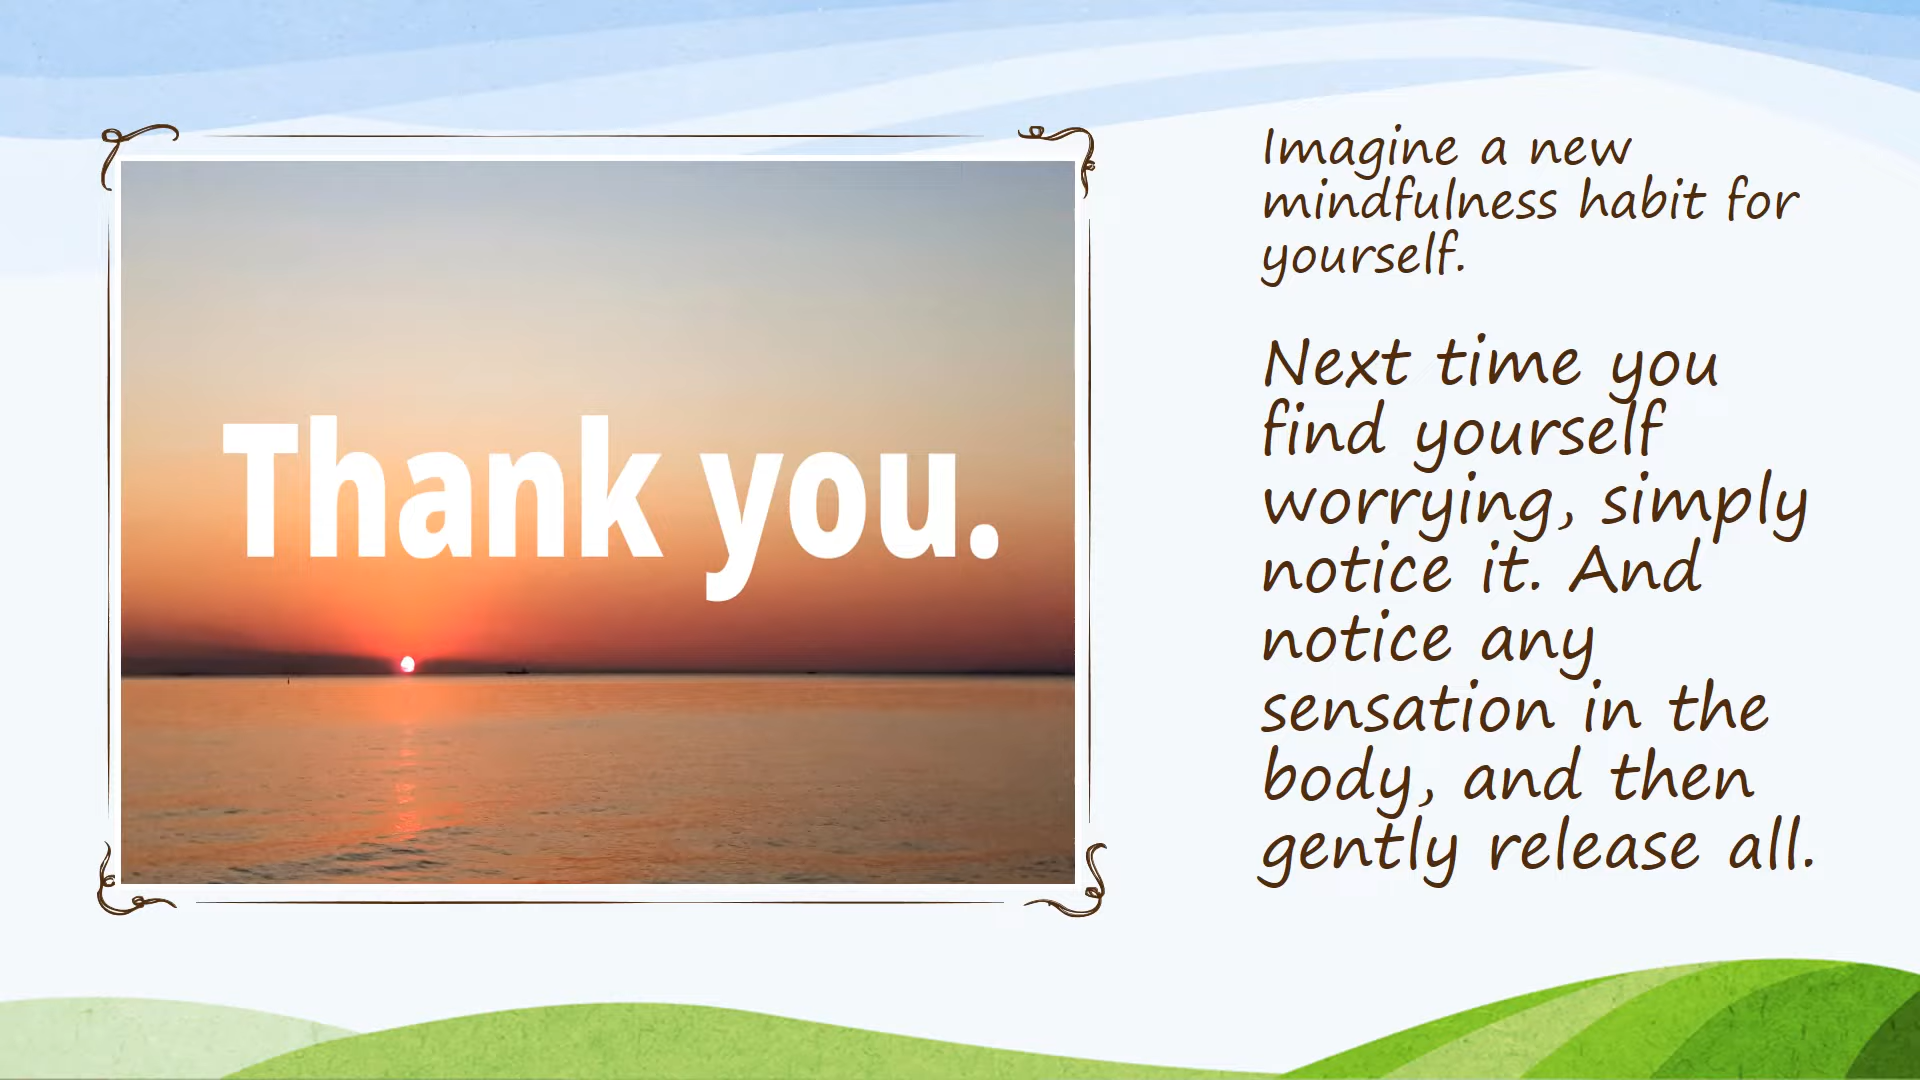 Thank you.
Imagine a new
mindfulness habit for
yourself.
Next time you
find yourself
worrying, simply
notice it. And
notice any
sensation in the
body, and then
gently release all.